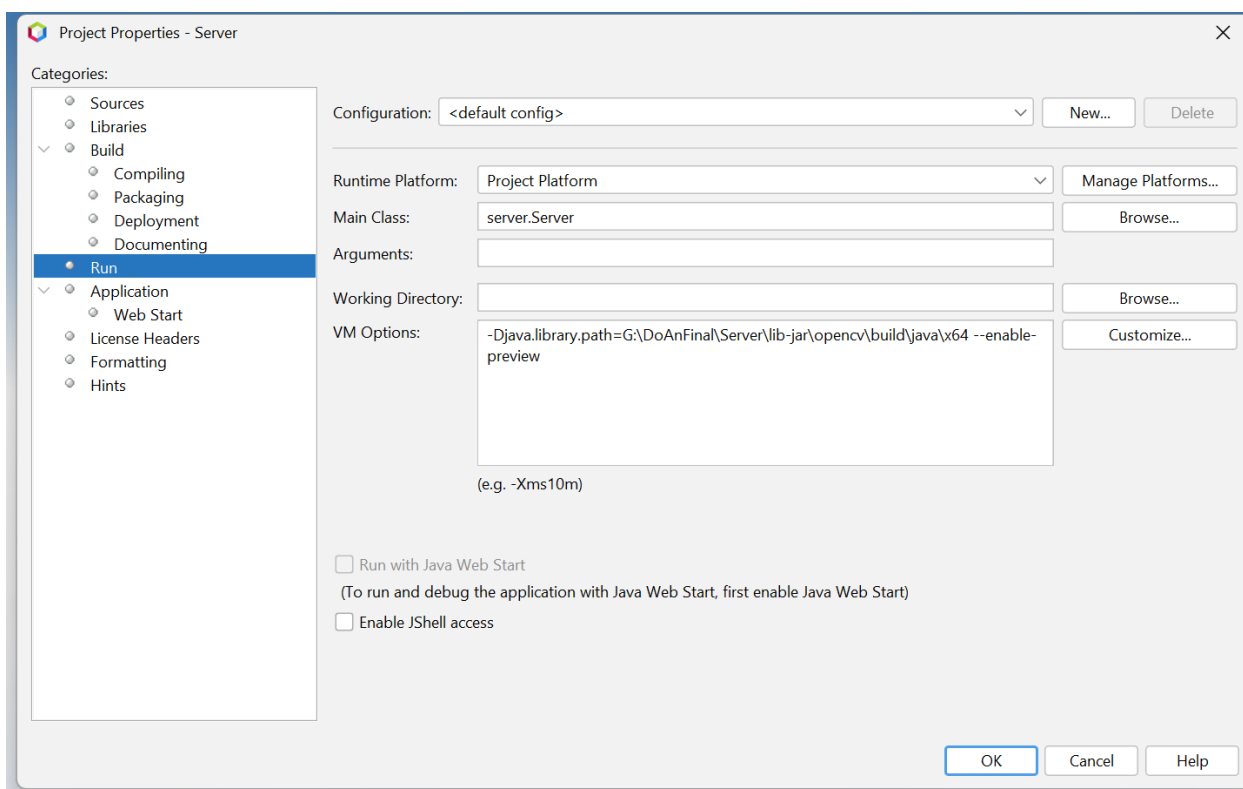 Project Properties - Server
Categories:
Sources
Libraries
Build
Compiling
Packaging
Deployment
Documenting
Run
Application
Web Start
License Headers
Formatting
Hints
Configuration: <default config> New... Delete
Runtime Platform: Project Platform Manage Platforms...
Main Class: server.Server Browse...
Arguments:
Working Directory: Browse...
VM Options: -Djava.library.path=G:\DoAnFinal\Server\lib-jar\opencv\build\java\x64 --enable- Customize...
preview
(e.g. -Xms10m)
Run with Java Web Start
(To run and debug the application with Java Web Start, first enable Java Web Start)
Enable JShell access
OK Cancel Help